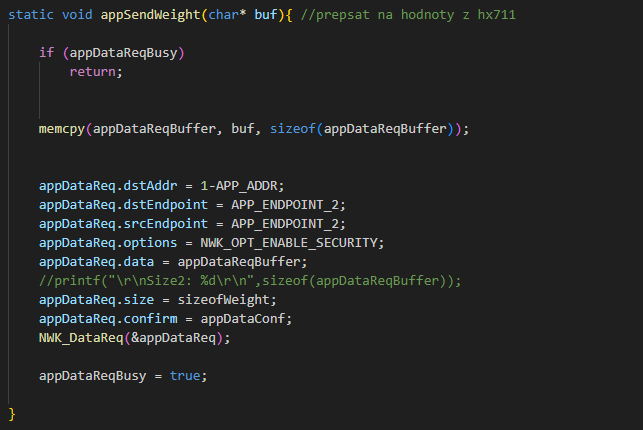 static void appSendWeight(char* buf){ //prepsat na hodnoty z hx711
if (appDataReqBusy)
return;
memcpy(appDataReqBuffer, buf, sizeof(appDataReqBuffer));
appDataReq.dstAddr = 1-APP_ADDR;
appDataReq.dstEndpoint = APP_ENDPOINT_2;
appDataReq.srcEndpoint = APP_ENDPOINT_2;
appDataReq.options = NWK_OPT_ENABLE_SECURITY;
appDataReq.data = appDataReqBuffer;
//printf("\r\nSize2: %d\r\n",sizeof(appDataReqBuffer));
appDataReq.size = sizeofWeight;
appDataReq.confirm = appDataConf;
NWK_DataReq(&appDataReq);
appDataReqBusy = true;
}